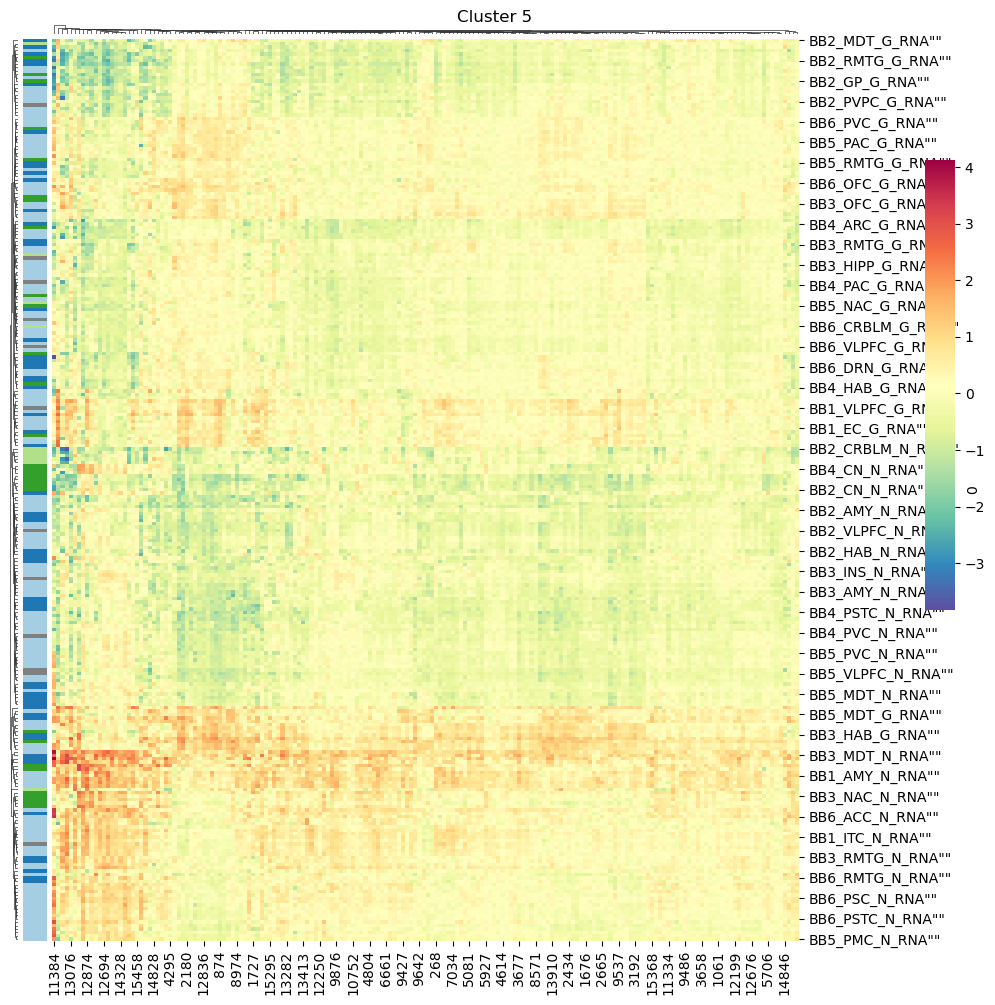 Cluster 5
BB2_MDT_G_RNA""
BB2_RMTG_G_RNA""
BB2_GP_G_RNA""
BB2_PVPC_G_RNA""
BB6_PVC_G_RNA""
BB5_PAC_G_RNA""
BB5_RMTG_G_RNA""
BB6_OFC_G_RNA
BB3_OFC_G_RNA
BB4_ARC_G_RNA
BB3_RMTG_G_RN
BB3_HIPP_G_RNA
BB4_PAC_G_RNA
BB5_NAC_G_RNA
BB6_CRBLM_G_R
BB6_VLPFC_G_RN
BB6_DRN_G_RNA
BB4_HAB_G_RNA
BB1_VLPFC_G_RN
BB1_EC_G_RNA"
BB2_CRBLM_N_R
BB4_CN_N_RNA"
BB2_CN_N_RNA"
BB2_AMY_N_RNA
BB2_VLPFC_N_RN
BB2_HAB_N_RNA
BB3_INS_N_RNA"
BB3_AMY_N_RNA
BB4_PSTC_N_RNA""
BB4_PVC_N_RNA""
BB5_PVC_N_RNA""
BB5_VLPFC_N_RNA""
BB5_MDT_N_RNA""
BB5_MDT_G_RNA""
BB3_HAB_G_RNA""
BB3_MDT_N_RNA""
BB1_AMY_N_RNA""
BB3_NAC_N_RNA""
BB6_ACC_N_RNA""
BB1_ITC_N_RNA""
BB3_RMTG_N_RNA""
BB6_RMTG_N_RNA""
BB6_PSC_N_RNA""
BB6_PSTC_N_RNA""
BB5_PMC_N_RNA""
4
3
2
1
0
−1
−2
−3
0
11384
13076
12874
12694
14328
15458
14828
4295
2180
12836
874
8974
1727
15295
13282
13413
12250
9876
10752
4804
6661
9427
9642
268
7034
5081
5927
4614
3677
8571
13910
2434
1676
2665
9537
3192
15368
11334
9486
3658
1061
12199
12676
5706
14846